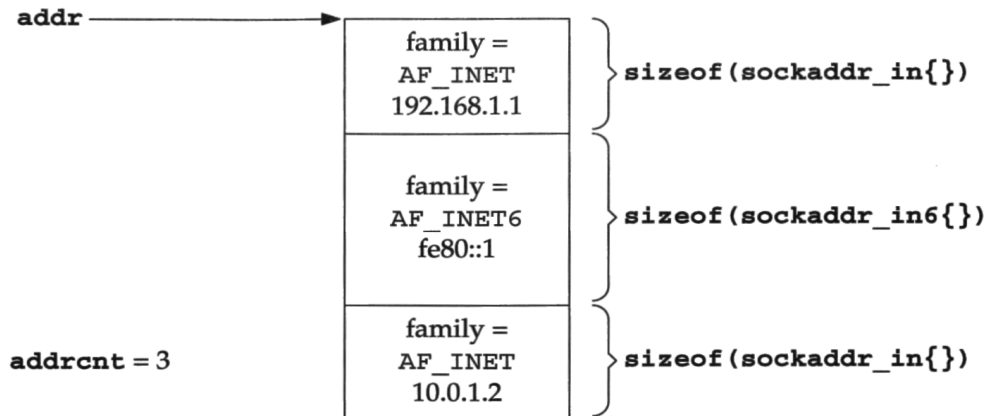 addr
family =
AF_INET
192.168.1.1
sizeof(sockaddr_in{})
family =
AF_INET6
fe80::1
sizeof(sockaddr_in6{})
addrcnt = 3
family =
AF_INET
10.0.1.2
sizeof(sockaddr_in{})